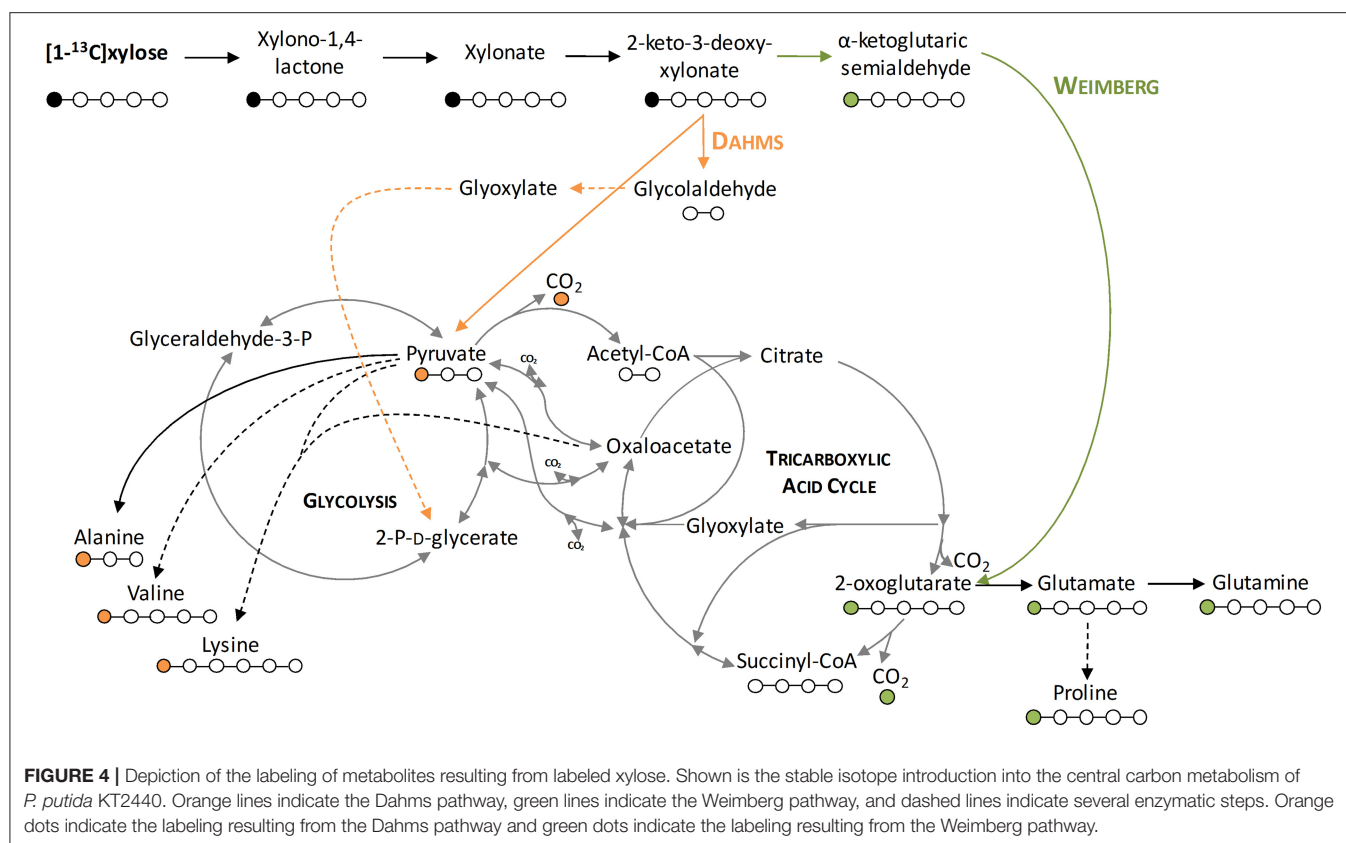 [1-¹³C]xylose
Xylono-1,4-
lactone
Xylonate
2-keto-3-deoxy-
xylonate
α-ketoglutaric
semialdehyde
WEIMBERG
DAHMS
Glyoxylate
Glycolaldehyde
CO₂
Glyceraldehyde-3-P
Pyruvate
CO₂
Acetyl-CoA
Citrate
Oxaloacetate
TRICARBOXYLIC
ACID CYCLE
CO₂
GLYCOLYSIS
2-P-D-glycerate
CO₂
Glyoxylate
Alanine
CO₂
2-oxoglutarate
Glutamate
Glutamine
Valine
Lysine
Succinyl-CoA
CO₂
Proline
FIGURE 4 | Depiction of the labeling of metabolites resulting from labeled xylose. Shown is the stable isotope introduction into the central carbon metabolism of
P. putida KT2440. Orange lines indicate the Dahms pathway, green lines indicate the Weimberg pathway, and dashed lines indicate several enzymatic steps. Orange
dots indicate the labeling resulting from the Dahms pathway and green dots indicate the labeling resulting from the Weimberg pathway.